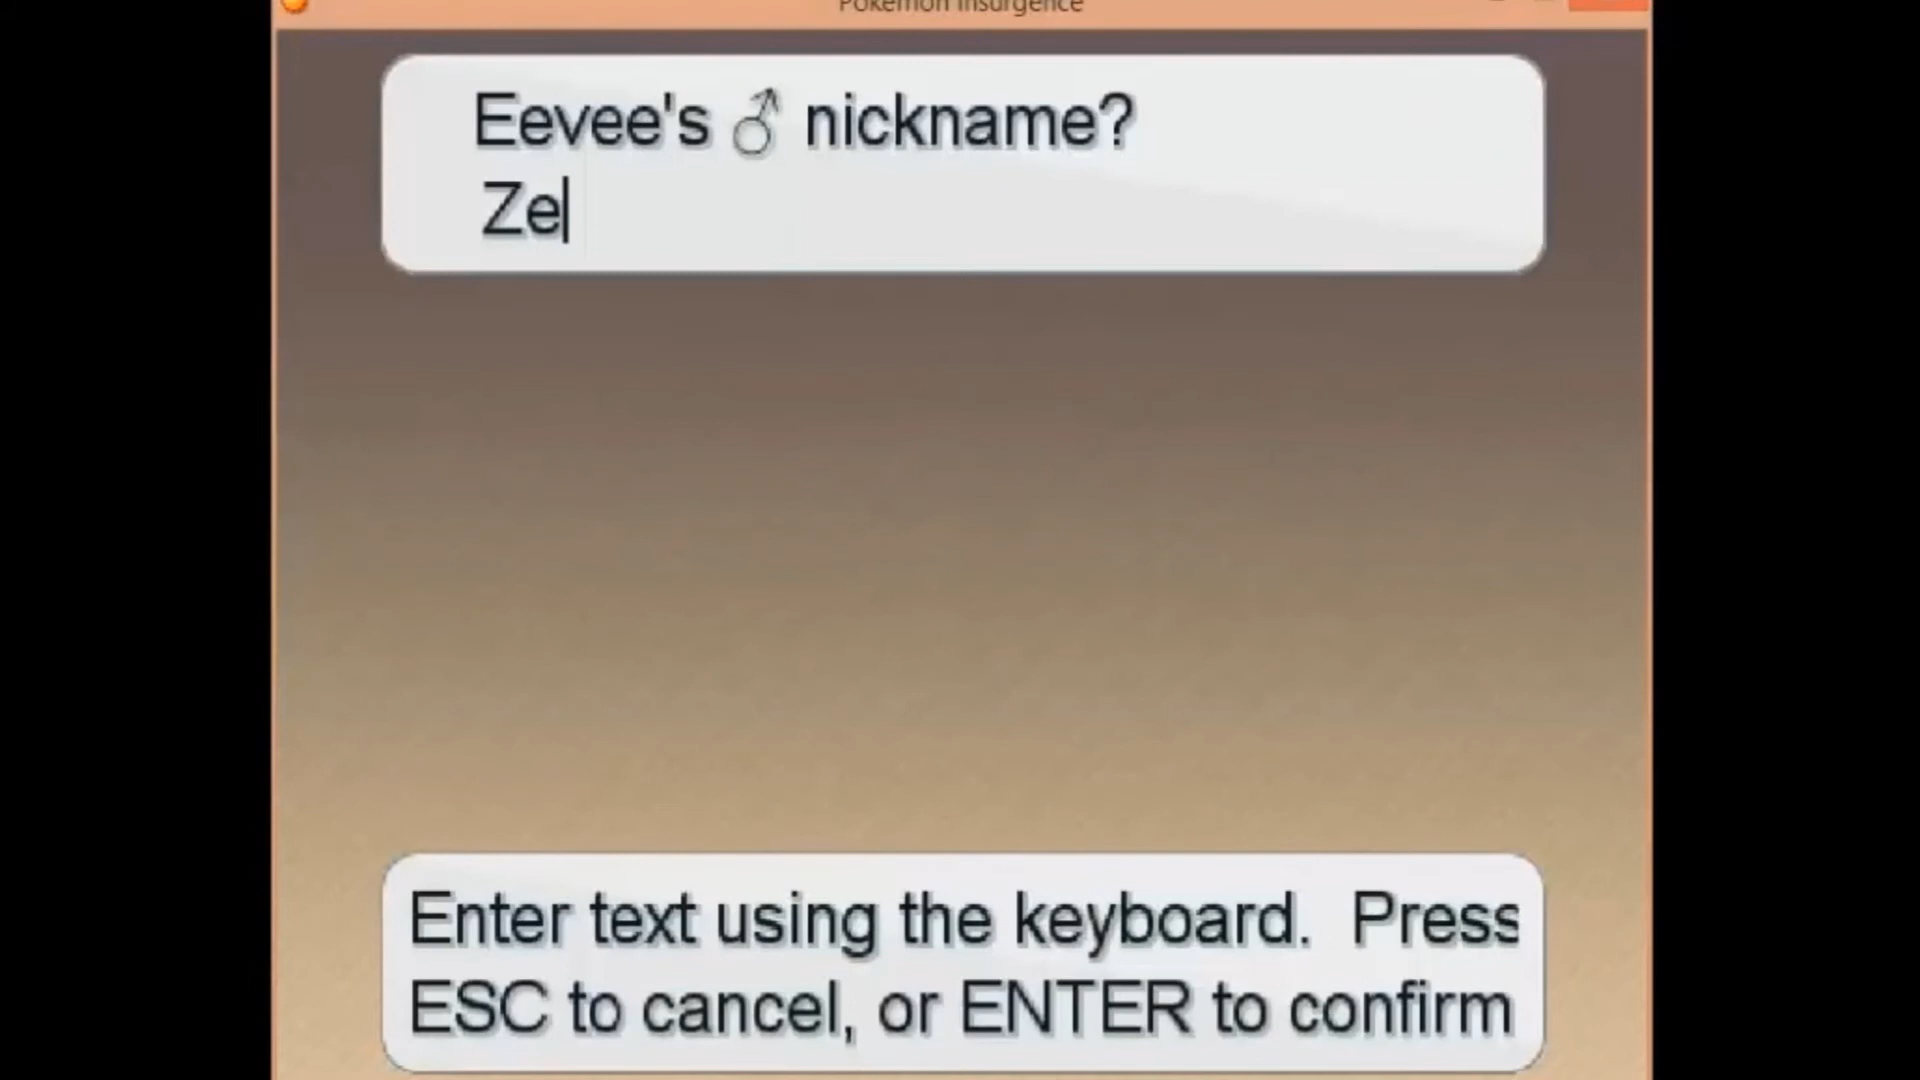 Pokemon Insurgence
Eevee's ♂ nickname?
Ze
Enter text using the keyboard.  Press
ESC to cancel, or ENTER to confirm